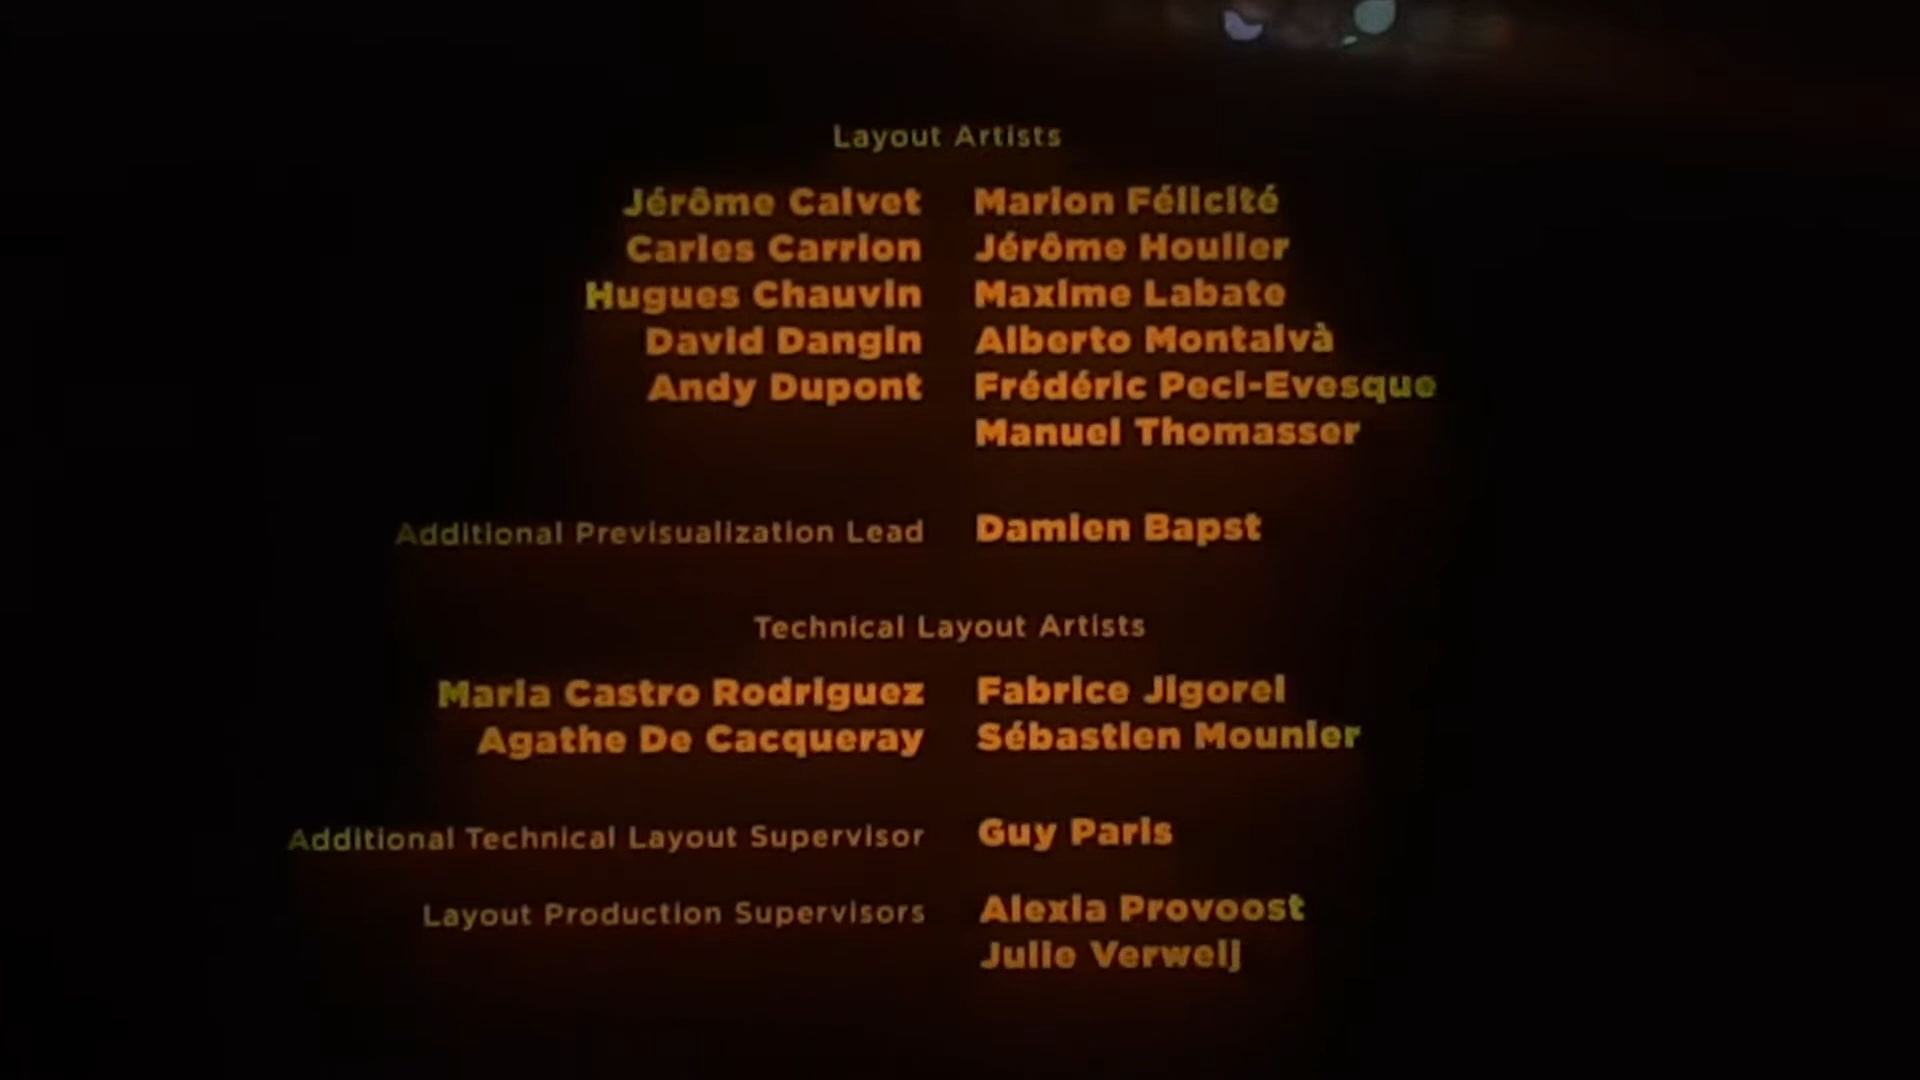 Layout Artists
Jérôme Calvet Marion Félicité
Carles Carrion Jérôme Houlier
Hugues Chauvin Maxime Labate
David Dangin Alberto Montalvà
Andy Dupont Frédéric Peci-Evesque
Manuel Thomasser
Additional Previsualization Lead Damien Bapst
Technical Layout Artists
Maria Castro Rodriguez Fabrice Jigorel
Agathe De Cacqueray Sébastien Mounier
Additional Technical Layout Supervisor Guy Paris
Layout Production Supervisors Alexia Provoost
Julie Verweij